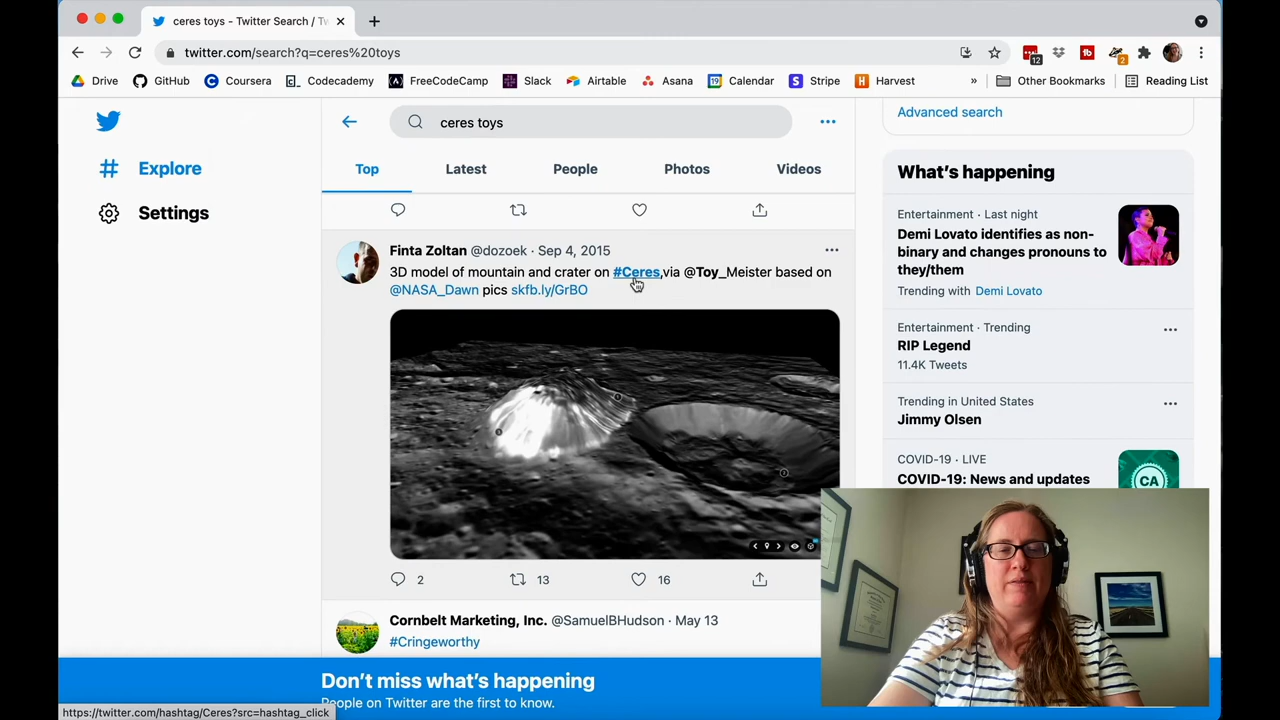 ceres toys - Twitter Search / Tw
twitter.com/search?q=ceres%20toys
12
2
Drive GitHub Coursera Codecademy FreeCodeCamp Slack Airtable Asana Calendar Stripe Harvest » Other Bookmarks Reading List
ceres toys
Advanced search
Explore
Settings
Top Latest People Photos Videos
Finta Zoltan @dozoek · Sep 4, 2015
3D model of mountain and crater on #Ceres,via @Toy_Meister based on
@NASA_Dawn pics skfb.ly/GrBO
2 13 16
Cornbelt Marketing, Inc. @SamuelBHudson · May 13
#Cringeworthy
What's happening
Entertainment · Last night
Demi Lovato identifies as non-
binary and changes pronouns to
they/them
Trending with Demi Lovato
Entertainment · Trending
RIP Legend
11.4K Tweets
Trending in United States
Jimmy Olsen
COVID-19 · LIVE
COVID-19: News and updates
CA
Don't miss what's happening
People on Twitter are the first to know.
https://twitter.com/hashtag/Ceres?src=hashtag_click